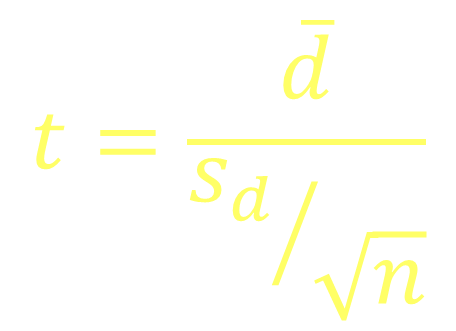 t = d̄ / (s_d / √n)